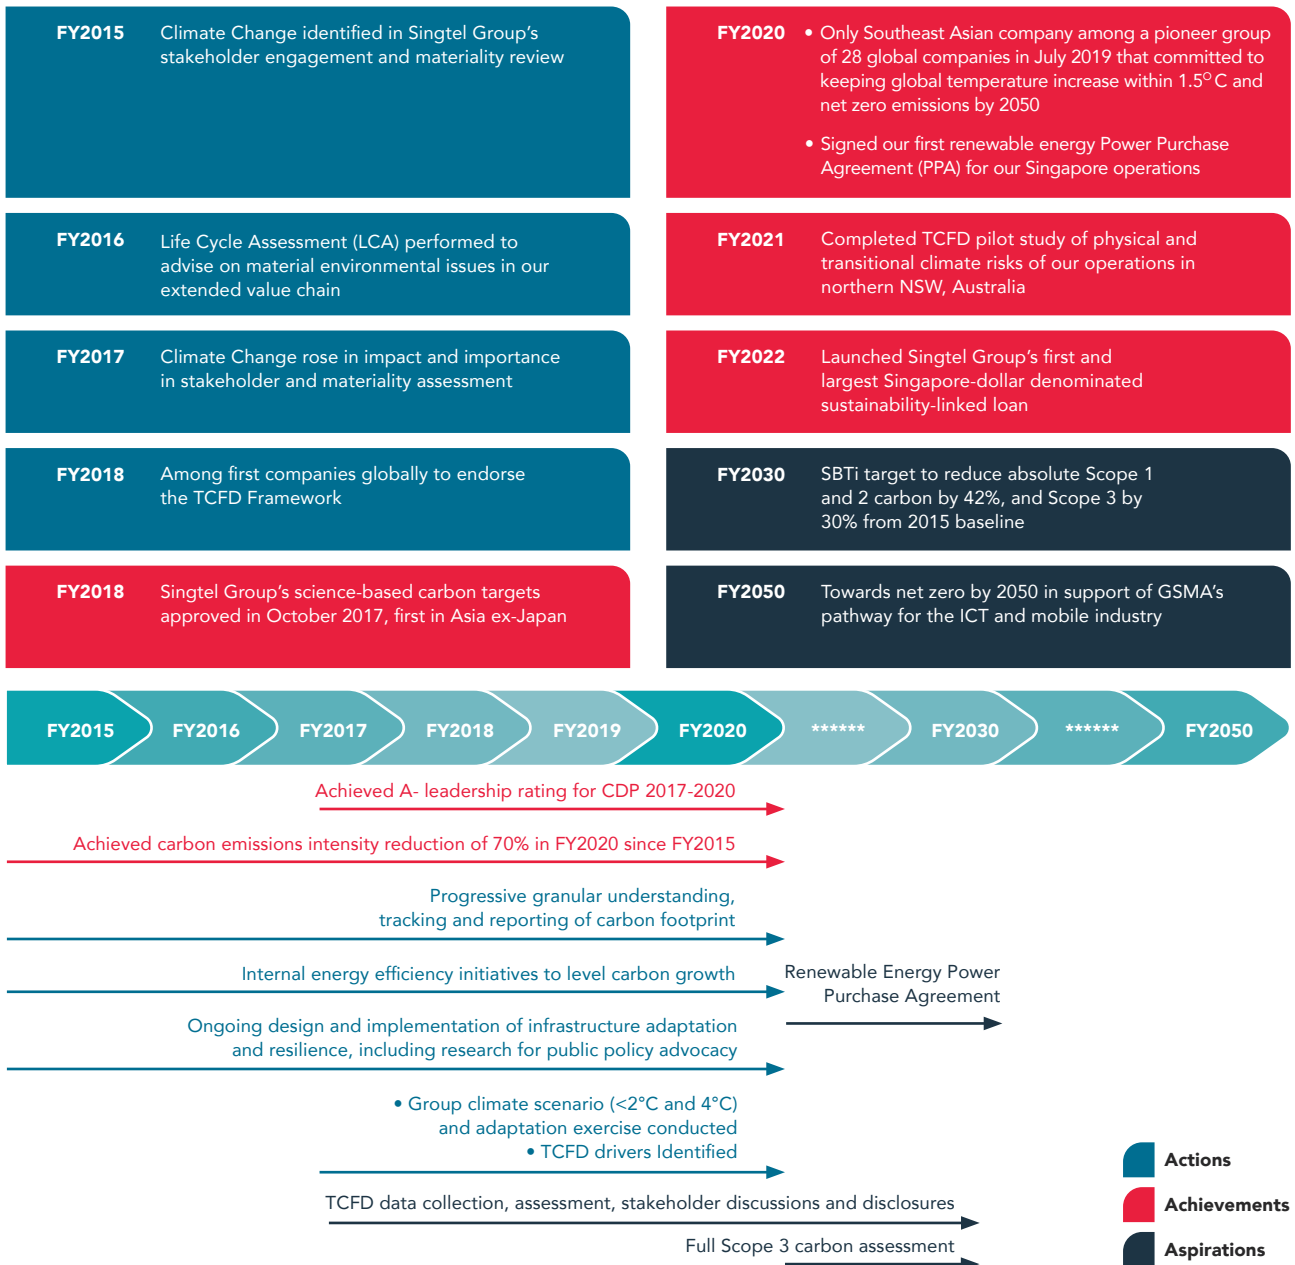 FY2015
Climate Change identified in Singtel Group's
stakeholder engagement and materiality review
FY2016
Life Cycle Assessment (LCA) performed to
advise on material environmental issues in our
extended value chain
FY2017
Climate Change rose in impact and importance
in stakeholder and materiality assessment
FY2018
Among first companies globally to endorse
the TCFD Framework
FY2018
Singtel Group's science-based carbon targets
approved in October 2017, first in Asia ex-Japan
FY2020
• Only Southeast Asian company among a pioneer group
of 28 global companies in July 2019 that committed to
keeping global temperature increase within 1.5°C and
net zero emissions by 2050
• Signed our first renewable energy Power Purchase
Agreement (PPA) for our Singapore operations
FY2021
Completed TCFD pilot study of physical and
transitional climate risks of our operations in
northern NSW, Australia
FY2022
Launched Singtel Group's first and
largest Singapore-dollar denominated
sustainability-linked loan
FY2030
SBTi target to reduce absolute Scope 1
and 2 carbon by 42%, and Scope 3 by
30% from 2015 baseline
FY2050
Towards net zero by 2050 in support of GSMA's
pathway for the ICT and mobile industry
FY2015 FY2016 FY2017 FY2018 FY2019 FY2020 ****** FY2030 ****** FY2050
Achieved A- leadership rating for CDP 2017-2020
Achieved carbon emissions intensity reduction of 70% in FY2020 since FY2015
Progressive granular understanding,
tracking and reporting of carbon footprint
Internal energy efficiency initiatives to level carbon growth
Renewable Energy Power
Purchase Agreement
Ongoing design and implementation of infrastructure adaptation
and resilience, including research for public policy advocacy
• Group climate scenario (<2°C and 4°C)
and adaptation exercise conducted
• TCFD drivers Identified
TCFD data collection, assessment, stakeholder discussions and disclosures
Full Scope 3 carbon assessment
Actions
Achievements
Aspirations